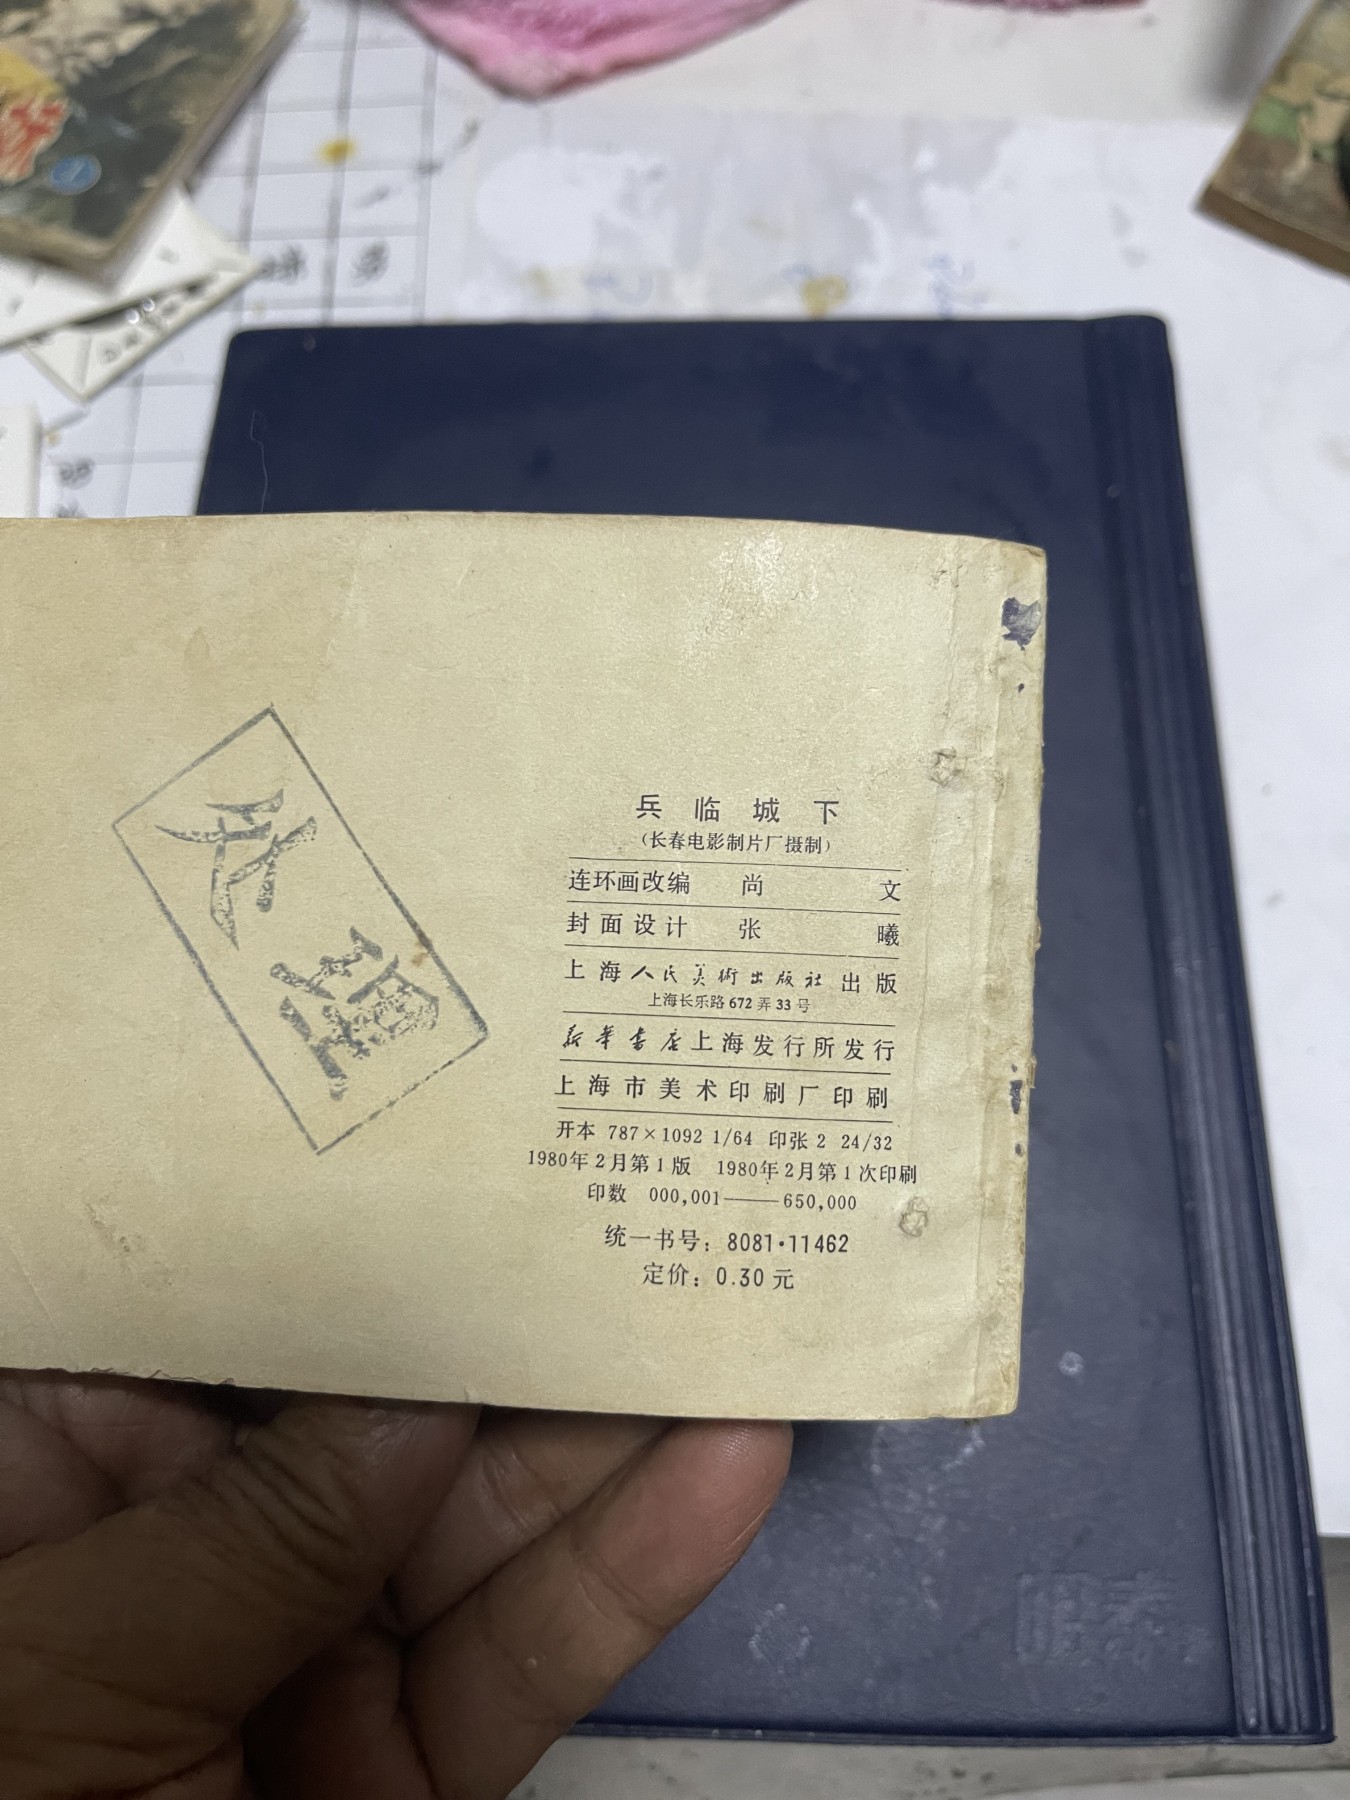 兵临城下
（长春电影制片厂摄制）
连环画改编 尚 文
封面设计 张 曦
上海人民美術出版社出版
上海长乐路672弄33号
新华书店上海发行所发行
上海市美术印刷厂印刷
开本 787×1092 1/64 印张 2 24/32
1980年2月第1版 1980年2月第1次印刷
印数 000,001——650,000
统一书号：8081·11462
定价：0.30元